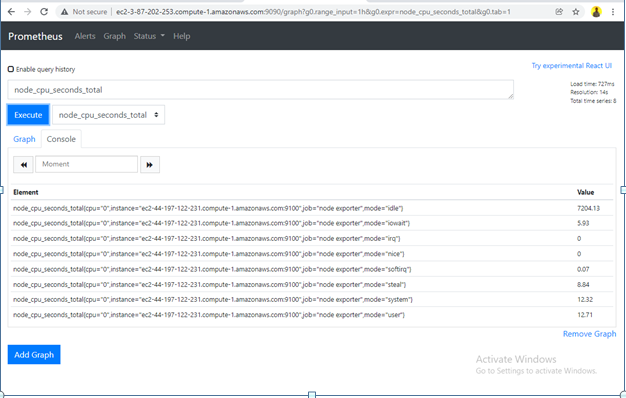 Not secure | ec2-3-87-202-253.compute-1.amazonaws.com:9090/graph?g0.range_input=1h&g0.expr=node_cpu_seconds_total&g0.tab=1
Prometheus Alerts Graph Status Help
Enable query history
Try experimental React UI
node_cpu_seconds_total
Load time: 727ms
Resolution: 14s
Total time series: 8
Execute node_cpu_seconds_total
Graph Console
Moment
Element Value
node_cpu_seconds_total{cpu="0",instance="ec2-44-197-122-231.compute-1.amazonaws.com:9100",job="node exporter",mode="idle"} 7204.13
node_cpu_seconds_total{cpu="0",instance="ec2-44-197-122-231.compute-1.amazonaws.com:9100",job="node exporter",mode="iowait"} 5.93
node_cpu_seconds_total{cpu="0",instance="ec2-44-197-122-231.compute-1.amazonaws.com:9100",job="node exporter",mode="irq"} 0
node_cpu_seconds_total{cpu="0",instance="ec2-44-197-122-231.compute-1.amazonaws.com:9100",job="node exporter",mode="nice"} 0
node_cpu_seconds_total{cpu="0",instance="ec2-44-197-122-231.compute-1.amazonaws.com:9100",job="node exporter",mode="softirq"} 0.07
node_cpu_seconds_total{cpu="0",instance="ec2-44-197-122-231.compute-1.amazonaws.com:9100",job="node exporter",mode="steal"} 8.84
node_cpu_seconds_total{cpu="0",instance="ec2-44-197-122-231.compute-1.amazonaws.com:9100",job="node exporter",mode="system"} 12.32
node_cpu_seconds_total{cpu="0",instance="ec2-44-197-122-231.compute-1.amazonaws.com:9100",job="node exporter",mode="user"} 12.71
Remove Graph
Add Graph
Activate Windows
Go to Settings to activate Windows.